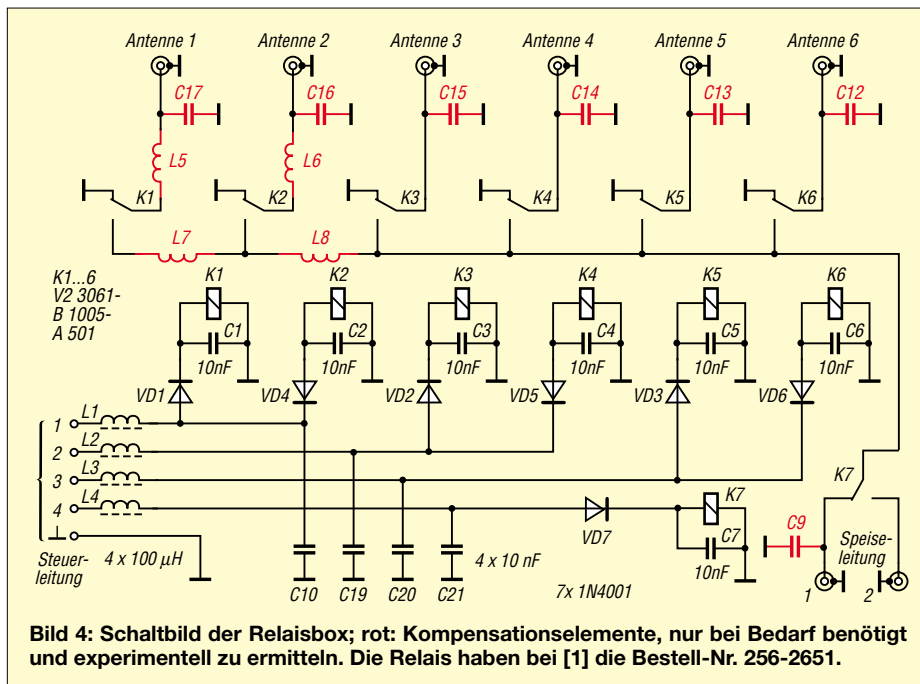 Antenne 1 Antenne 2 Antenne 3 Antenne 4 Antenne 5 Antenne 6
C17 C16 C15 C14 C13 C12
L5 L6
K1 K2 K3 K4 K5 K6
L7 L8
K1...6
V2 3061-
B 1005-
A 501
K1 K2 K3 K4 K5 K6
C1 C2 C3 C4 C5 C6
10nF 10nF 10nF 10nF 10nF 10nF
VD1 VD4 VD2 VD5 VD3 VD6
1 L1
2 L2
3 L3
4 L4
K7
K7
C7
C9
VD7
10nF
Speise-
leitung
Steuer-
leitung
4 x 100 µH
4 x 10 nF
C10 C19 C20 C21
7x 1N4001
1 2
Bild 4: Schaltbild der Relaisbox; rot: Kompensationselemente, nur bei Bedarf benötigt
und experimentell zu ermitteln. Die Relais haben bei [1] die Bestell-Nr. 256-2651.